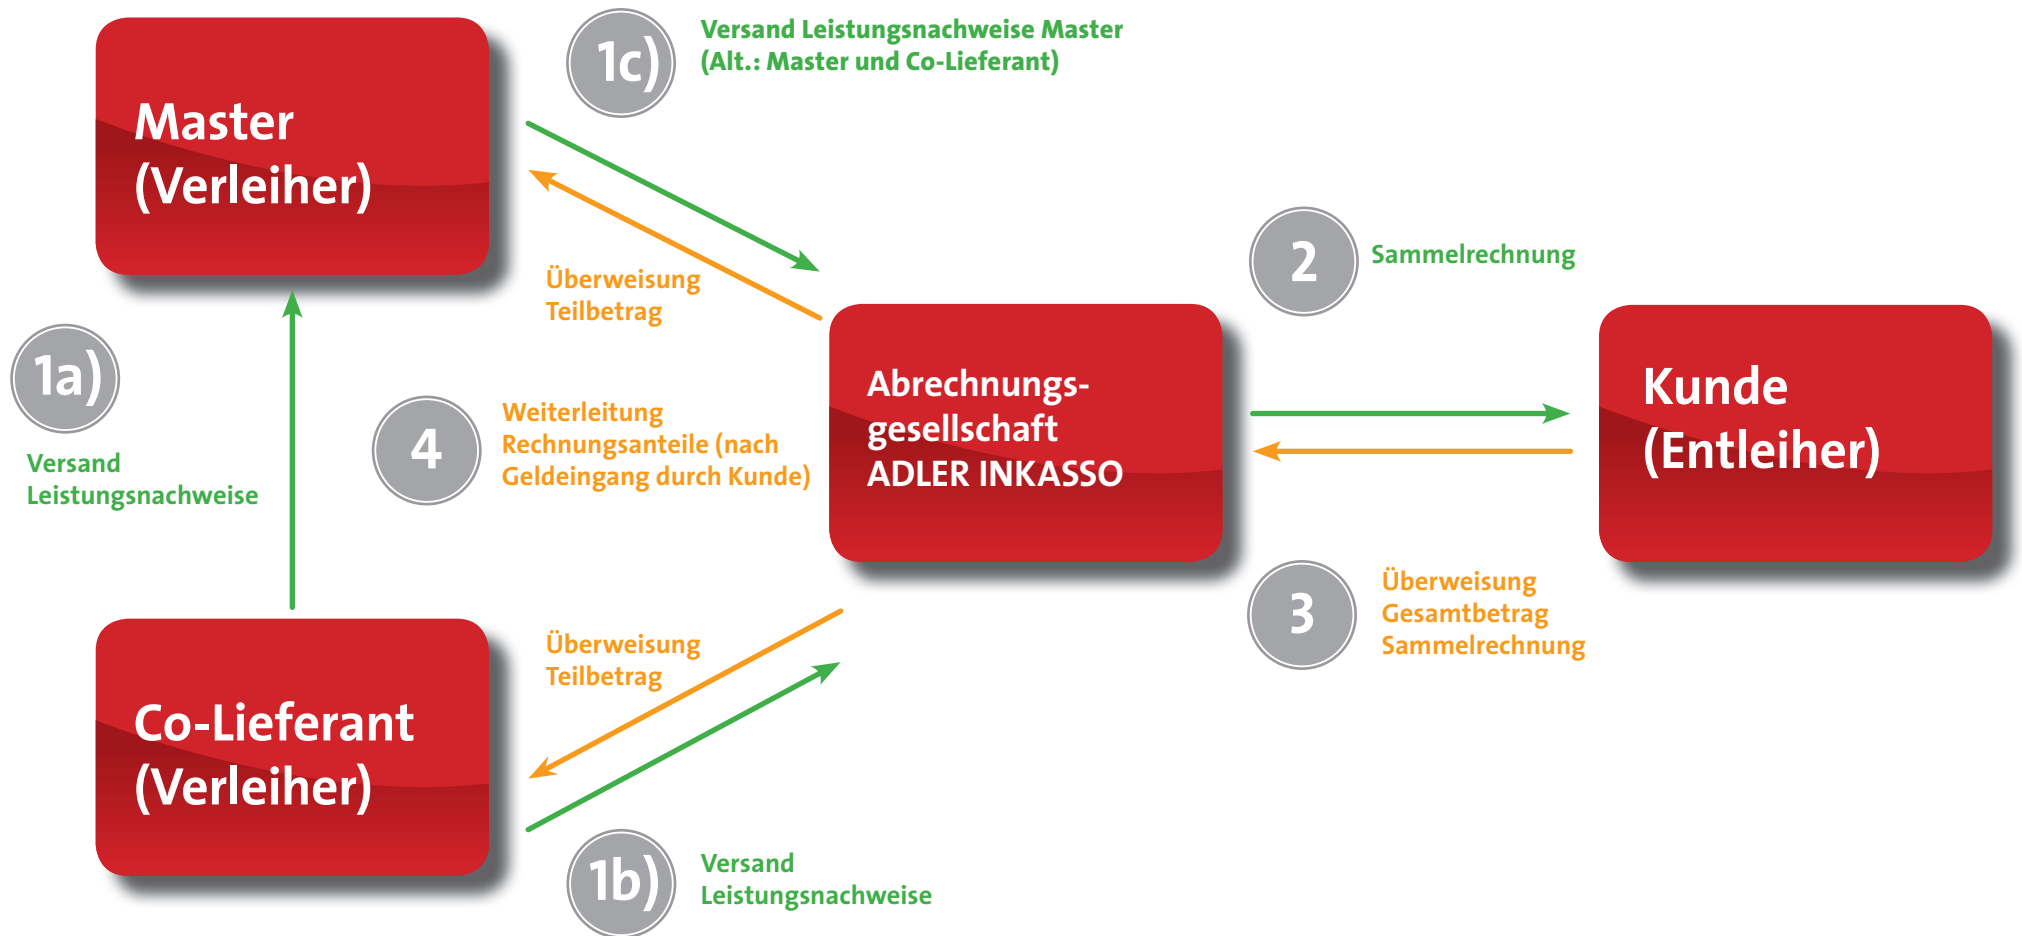 1c)
Versand Leistungsnachweise Master
(Alt.: Master und Co-Lieferant)
Master
(Verleiher)
Überweisung
Teilbetrag
2
Sammelrechnung
1a)
Versand
Leistungsnachweise
4
Weiterleitung
Rechnungsanteile (nach
Geldeingang durch Kunde)
Abrechnungs-
gesellschaft
ADLER INKASSO
Kunde
(Entleiher)
3
Überweisung
Gesamtbetrag
Sammelrechnung
Überweisung
Teilbetrag
Co-Lieferant
(Verleiher)
1b)
Versand
Leistungsnachweise